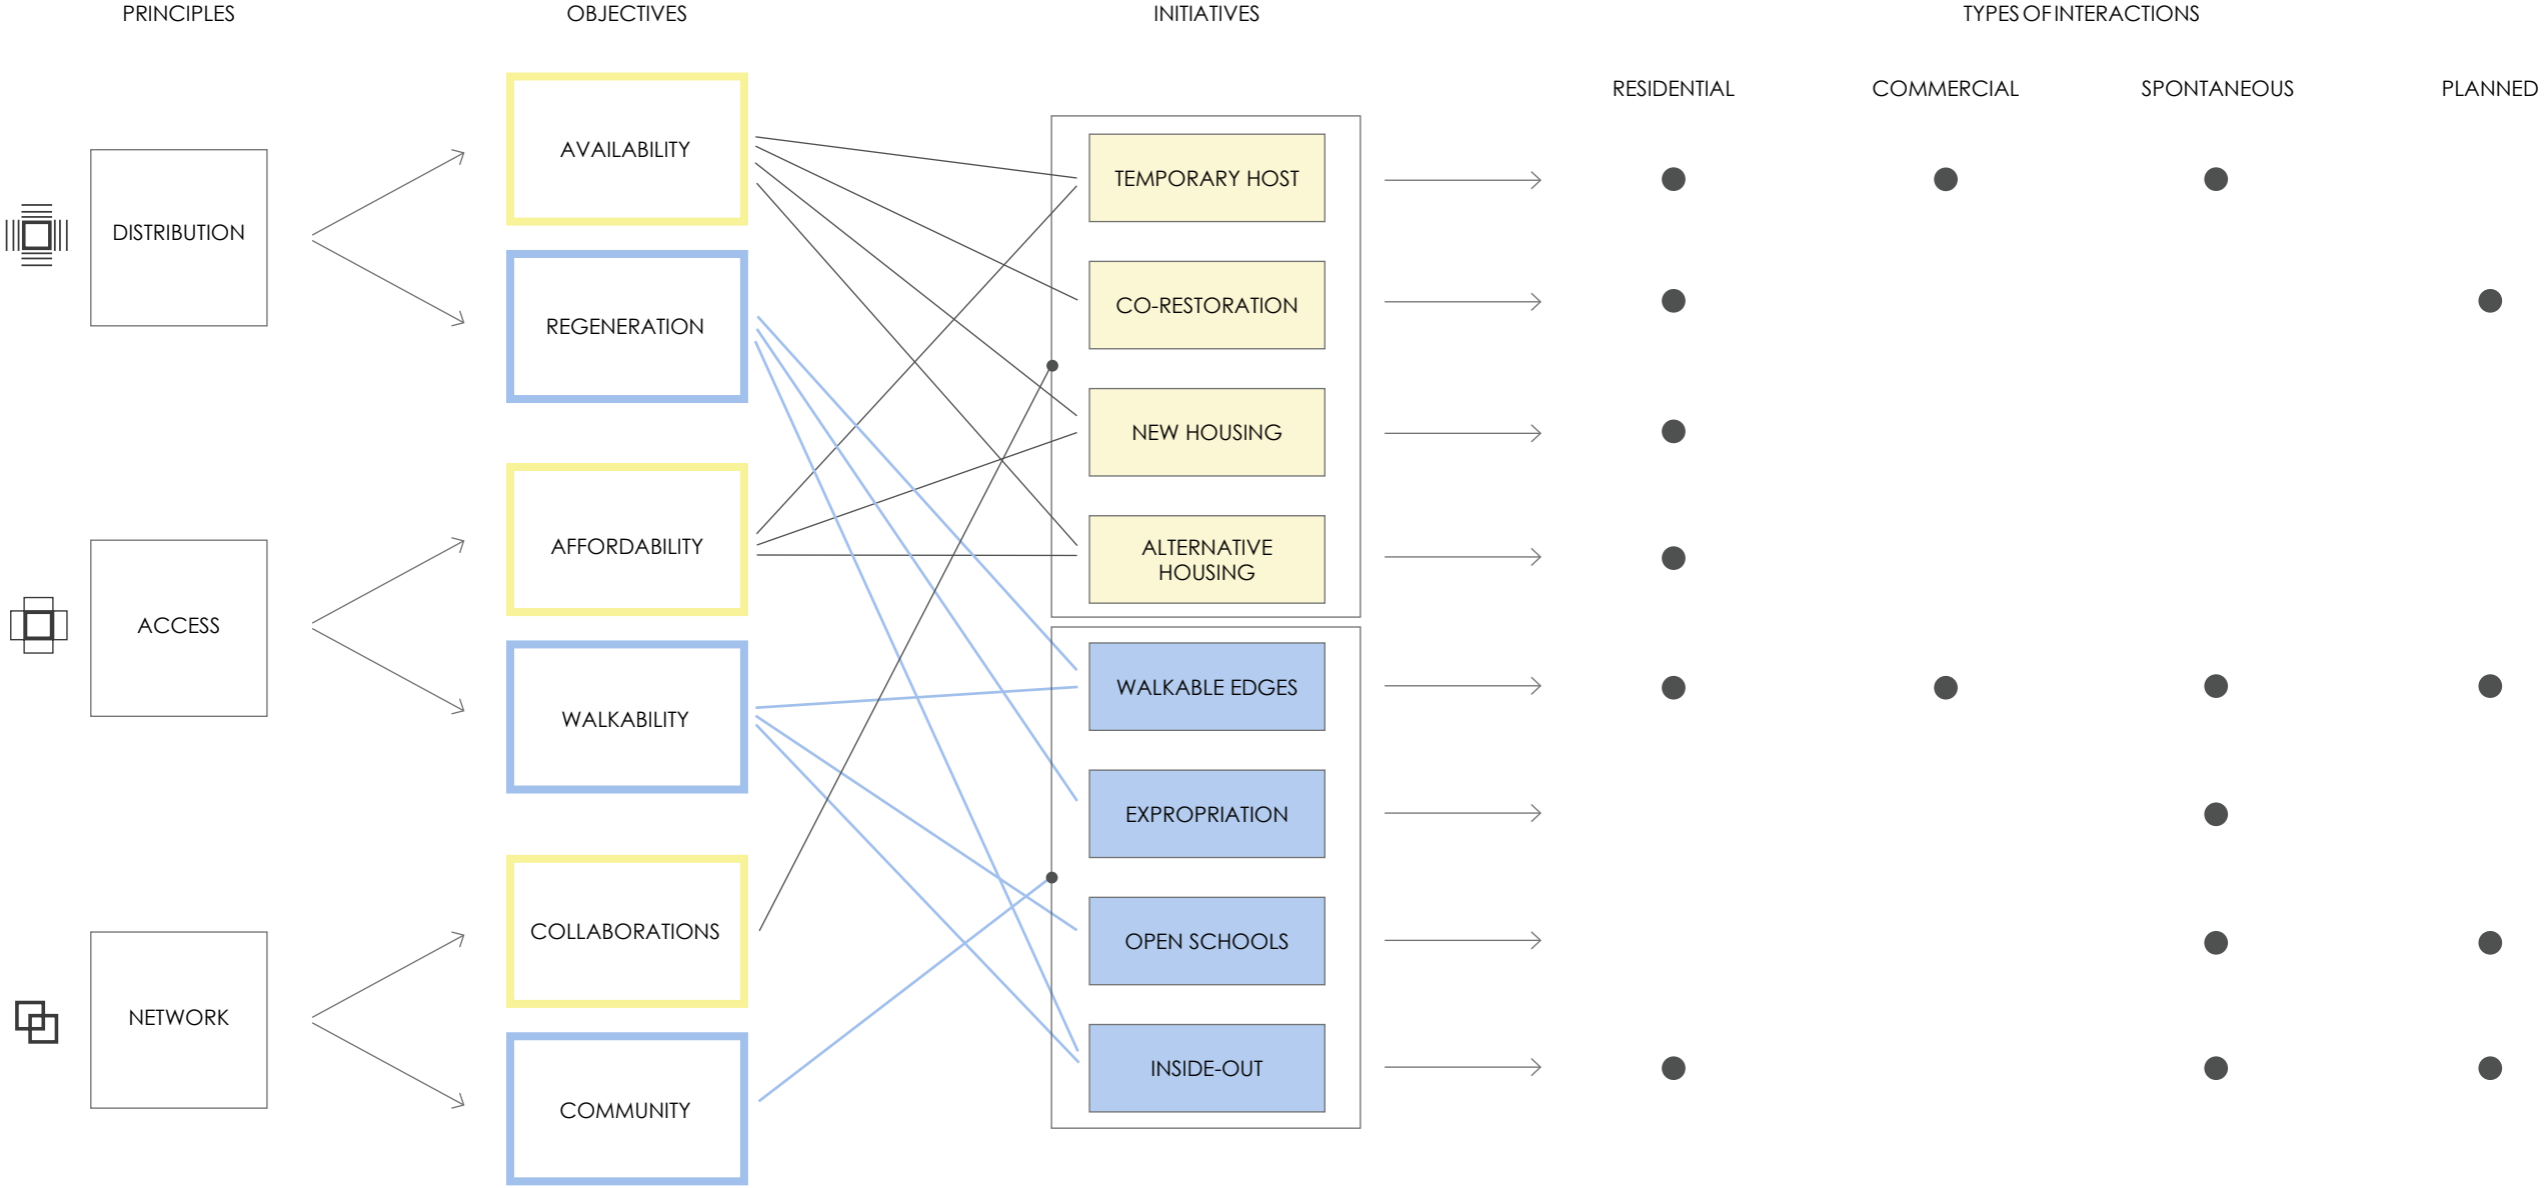 PRINCIPLES
OBJECTIVES
INITIATIVES
TYPES OF INTERACTIONS
RESIDENTIAL
COMMERCIAL
SPONTANEOUS
PLANNED
DISTRIBUTION
ACCESS
NETWORK
AVAILABILITY
REGENERATION
AFFORDABILITY
WALKABILITY
COLLABORATIONS
COMMUNITY
TEMPORARY HOST
CO-RESTORATION
NEW HOUSING
ALTERNATIVE
HOUSING
WALKABLE EDGES
EXPROPRIATION
OPEN SCHOOLS
INSIDE-OUT